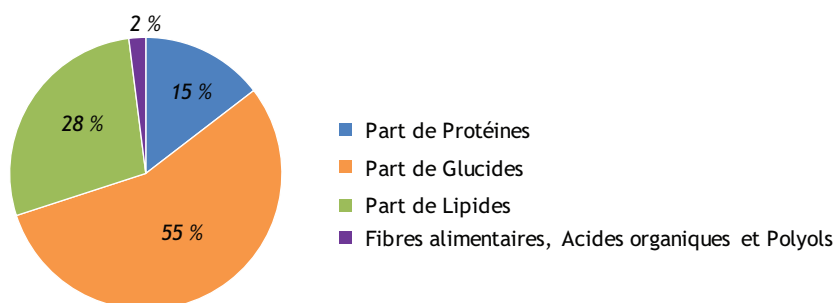 2 %
15 %
28 %
55 %
Part de Protéines
Part de Glucides
Part de Lipides
Fibres alimentaires, Acides organiques et Polyols